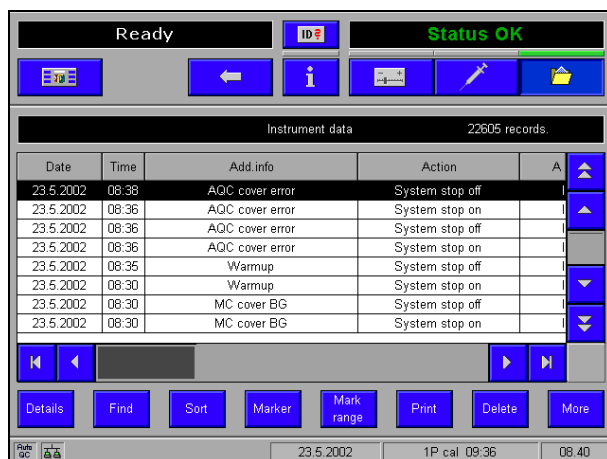 Ready ID? Status OK
i
Instrument data 22605 records.
Date Time Add.info Action A
23.5.2002 08:38 AQC cover error System stop off I
23.5.2002 08:36 AQC cover error System stop on I
23.5.2002 08:36 AQC cover error System stop off I
23.5.2002 08:36 AQC cover error System stop on I
23.5.2002 08:35 Warmup System stop off I
23.5.2002 08:30 Warmup System stop on I
23.5.2002 08:30 MC cover BG System stop off I
23.5.2002 08:30 MC cover BG System stop on I
Details Find Sort Marker Mark range Print Delete More
Auto QC 23.5.2002 1P cal 09:36 08.40